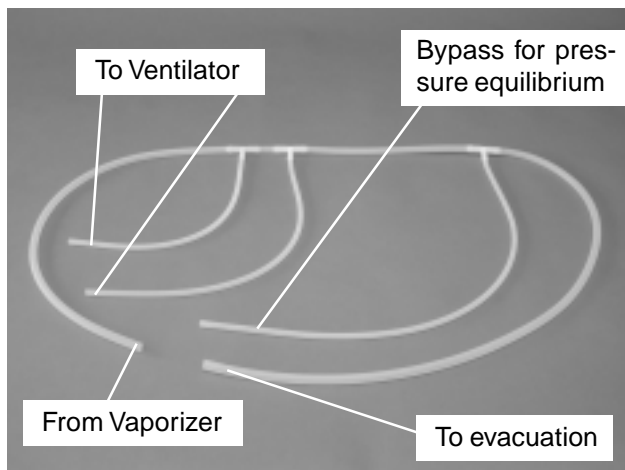 To Ventilator
Bypass for pres-
sure equilibrium
From Vaporizer
To evacuation